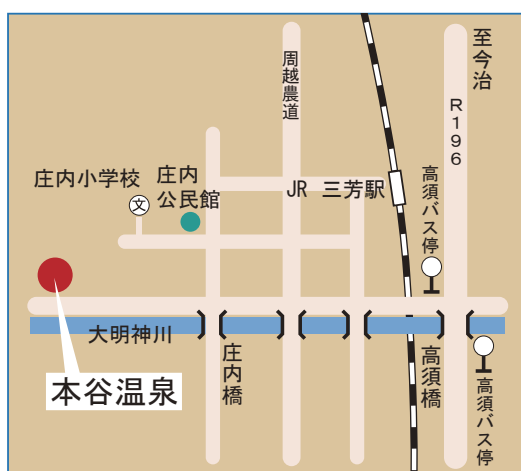 至今治
周越農道
R196
庄内小学校
庄内
公民館
文
JR 三芳駅
高須バス停
大明神川
庄内橋
高須橋
本谷温泉
高須バス停